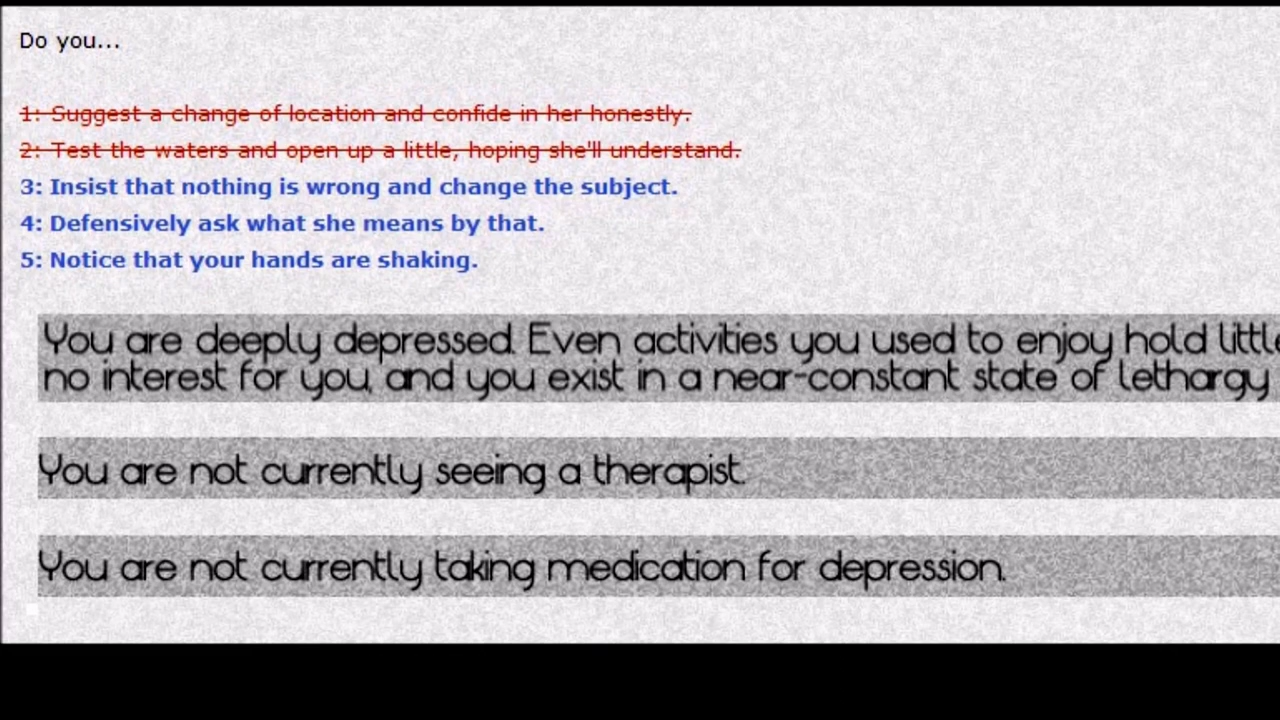 Do you...
1: Suggest a change of location and confide in her honestly.
2: Test the waters and open up a little, hoping she'll understand.
3: Insist that nothing is wrong and change the subject.
4: Defensively ask what she means by that.
5: Notice that your hands are shaking.
You are deeply depressed. Even activities you used to enjoy hold little
no interest for you, and you exist in a near-constant state of lethargy
You are not currently seeing a therapist.
You are not currently taking medication for depression.